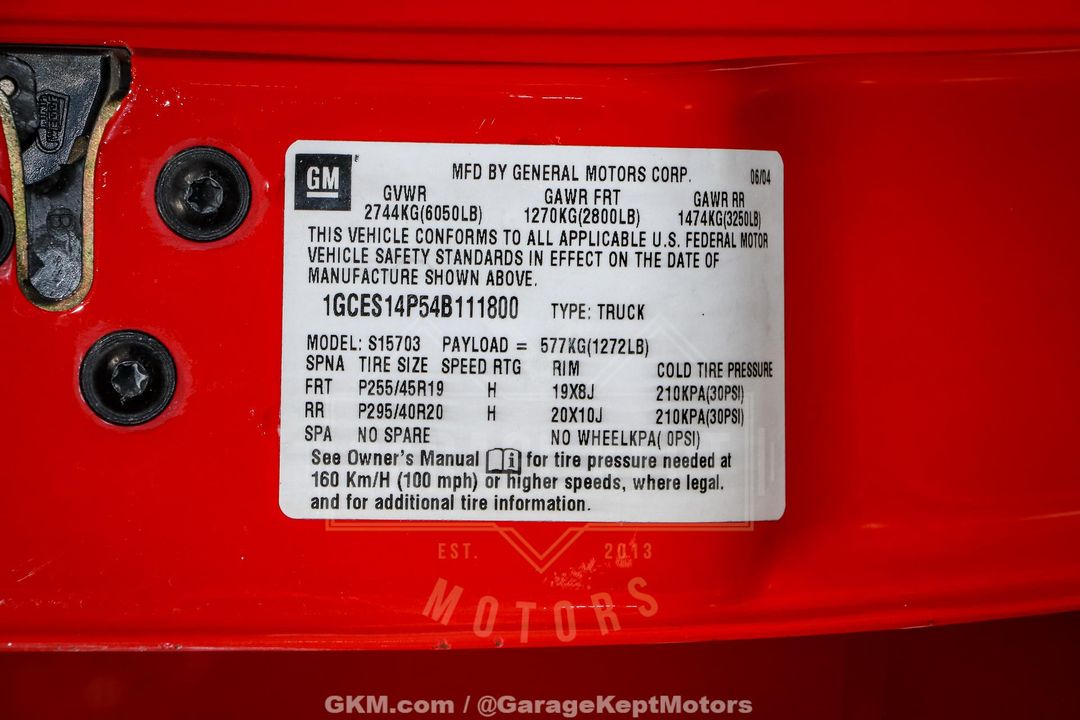 GM
MFD BY GENERAL MOTORS CORP. 06/04
GVWR GAWR FRT GAWR RR
2744KG(6050LB) 1270KG(2800LB) 1474KG(3250LB)
THIS VEHICLE CONFORMS TO ALL APPLICABLE U.S. FEDERAL MOTOR
VEHICLE SAFETY STANDARDS IN EFFECT ON THE DATE OF
MANUFACTURE SHOWN ABOVE.
1GCES14P54B111800 TYPE: TRUCK
MODEL: S15703 PAYLOAD = 577KG(1272LB)
SPNA TIRE SIZE SPEED RTG RIM COLD TIRE PRESSURE
FRT P255/45R19 H 19X8J 210KPA(30PSI)
RR P295/40R20 H 20X10J 210KPA(30PSI)
SPA NO SPARE NO WHEELKPA( 0PSI)
See Owner's Manual for tire pressure needed at
160 Km/H (100 mph) or higher speeds, where legal.
and for additional tire information.
EST. 2013
MOTORS
GKM.com / @GarageKeptMotors